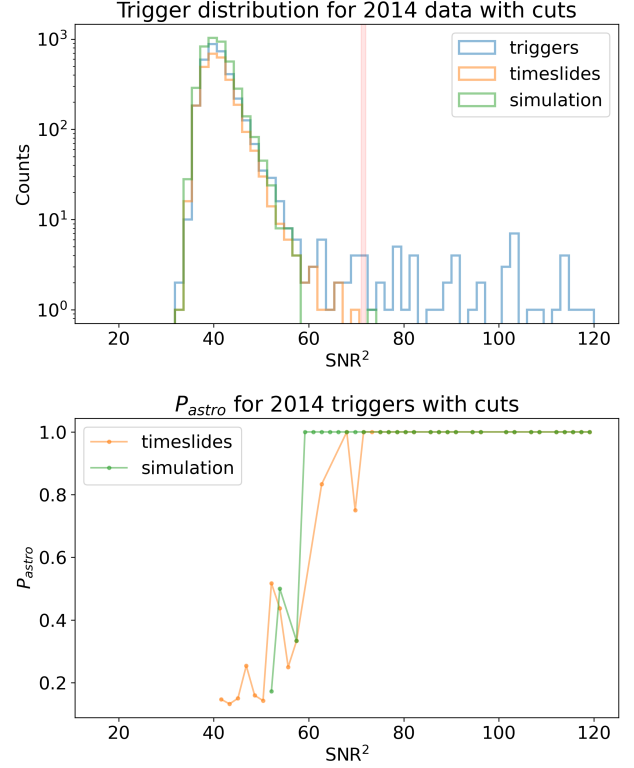 Trigger distribution for 2014 data with cuts
10³
10²
10¹
10⁰
Counts
triggers
timeslides
simulation
20 40 60 80 100 120
SNR²
P_astro for 2014 triggers with cuts
1.0
0.8
0.6
0.4
0.2
P_astro
timeslides
simulation
20 40 60 80 100 120
SNR²